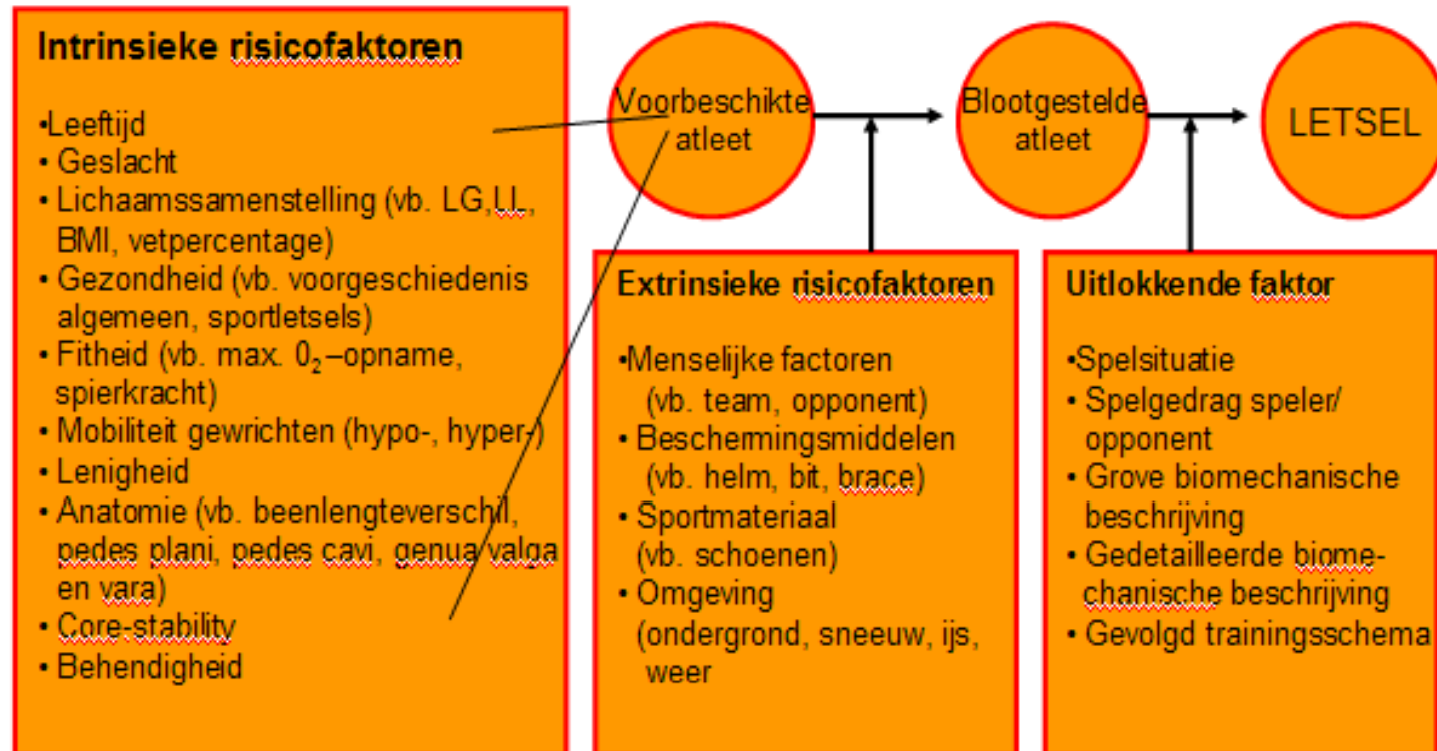 Intrinsieke risicofaktoren
•Leeftijd
• Geslacht
• Lichaamssamenstelling (vb. LG,LL,
BMI, vetpercentage)
• Gezondheid (vb. voorgeschiedenis
algemeen, sportletsels)
• Fitheid (vb. max. 0₂ –opname,
spierkracht)
• Mobiliteit gewrichten (hypo-, hyper-)
• Lenigheid
• Anatomie (vb. beenlengteverschil,
pedes plani, pedes cavi, genua valga
en vara)
• Core-stability
• Behendigheid
Voorbeschikte
atleet
Blootgestelde
atleet
LETSEL
Extrinsieke risicofaktoren
•Menselijke factoren
(vb. team, opponent)
• Beschermingsmiddelen
(vb. helm, bit, brace)
• Sportmateriaal
(vb. schoenen)
• Omgeving
(ondergrond, sneeuw, ijs,
weer
Uitlokkende faktor
•Spelsituatie
• Spelgedrag speler/
opponent
• Grove biomechanische
beschrijving
• Gedetailleerde biome-
chanische beschrijving
• Gevolgd trainingsschema